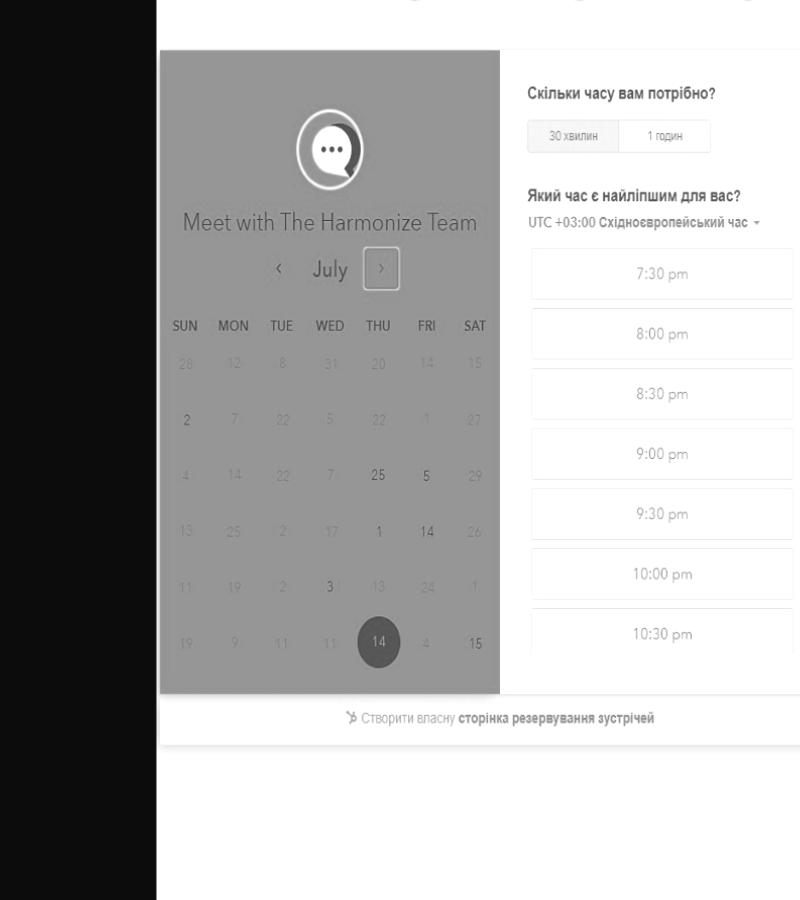 Meet with The Harmonize Team
July
SUN MON TUE WED THU FRI SAT
28 12 8 31 20 14 15
2 7 22 5 22 1 27
4 14 22 7 25 5 29
13 25 2 17 1 14 26
11 19 2 3 13 24 1
19 9 11 11 14 4 15
Скільки часу вам потрібно?
30 хвилин 1 годин
Який час є найліпшим для вас?
UTC +03:00 Східноєвропейський час
7:30 pm
8:00 pm
8:30 pm
9:00 pm
9:30 pm
10:00 pm
10:30 pm
Створити власну сторінка резервування зустрічей